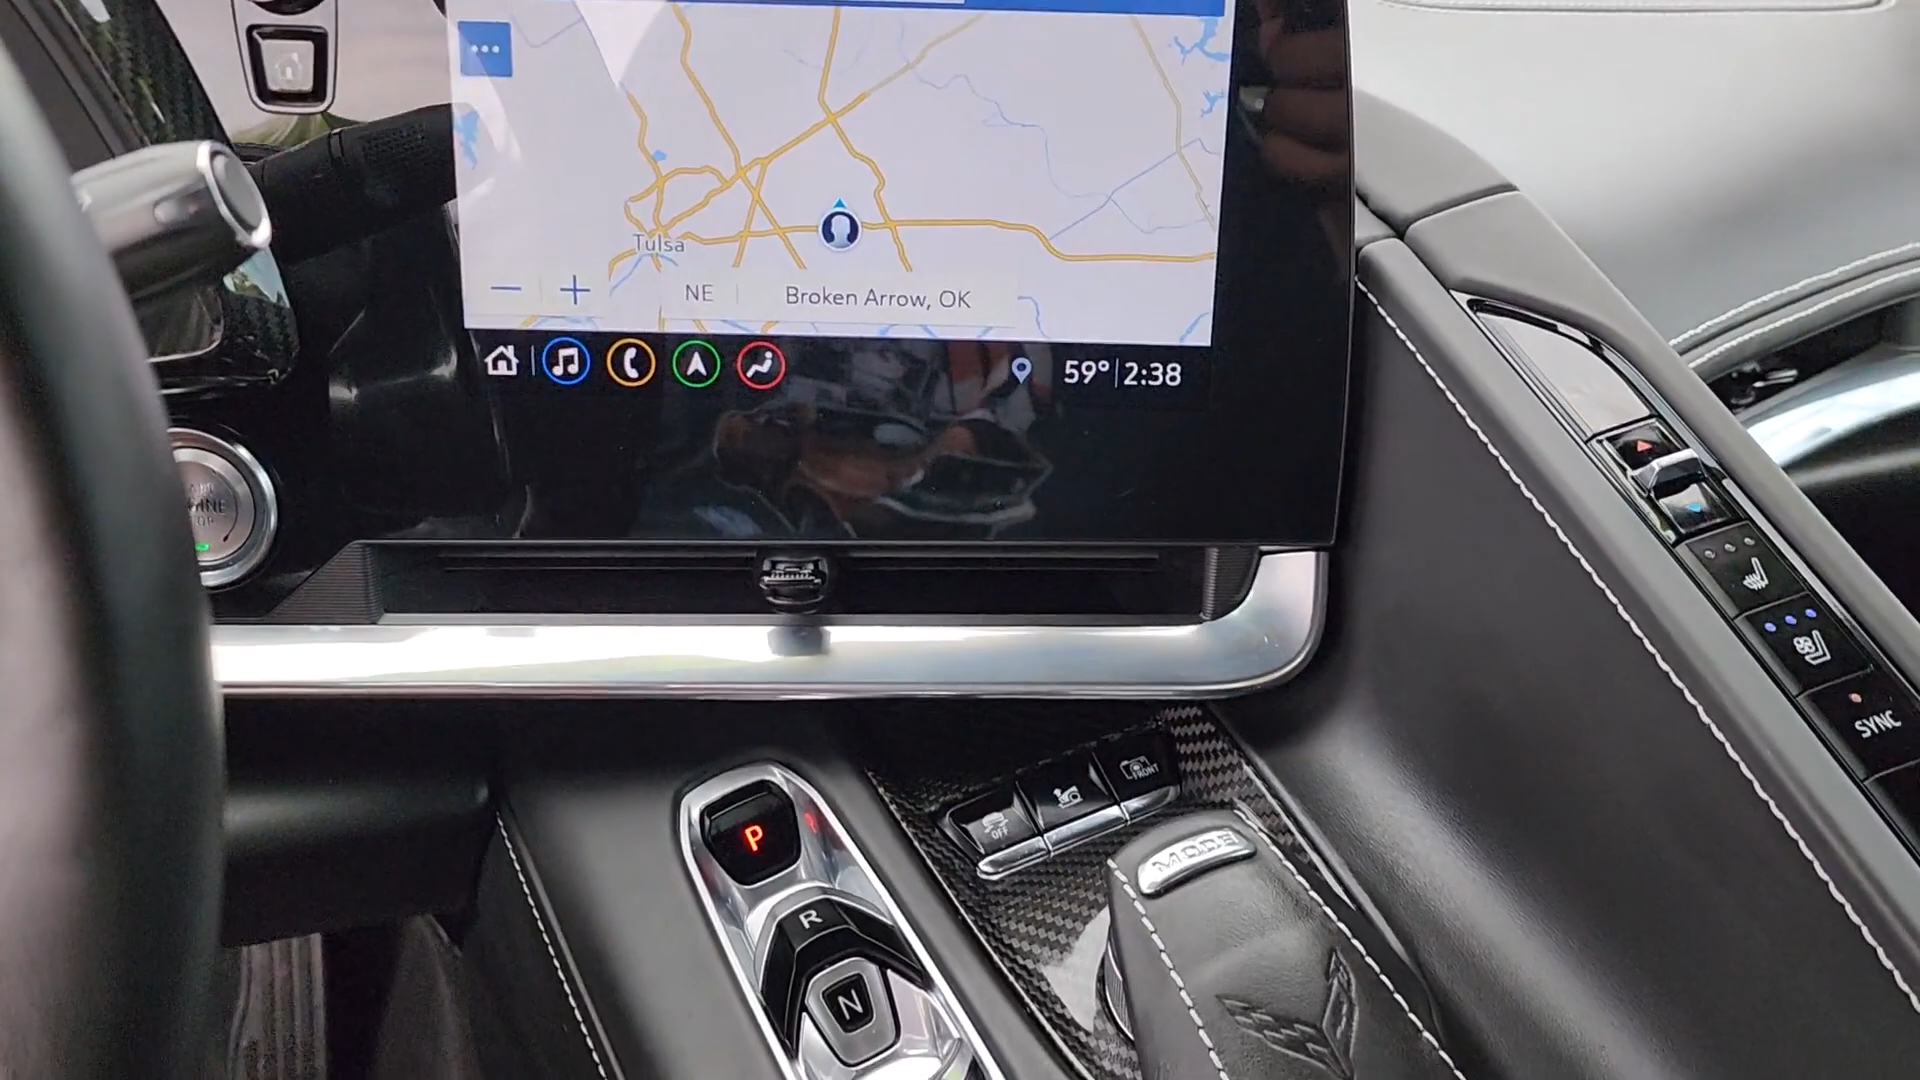 Tulsa
NE
Broken Arrow, OK
59° 2:38
SYNC
FRONT
OFF
MODE
P
R
N